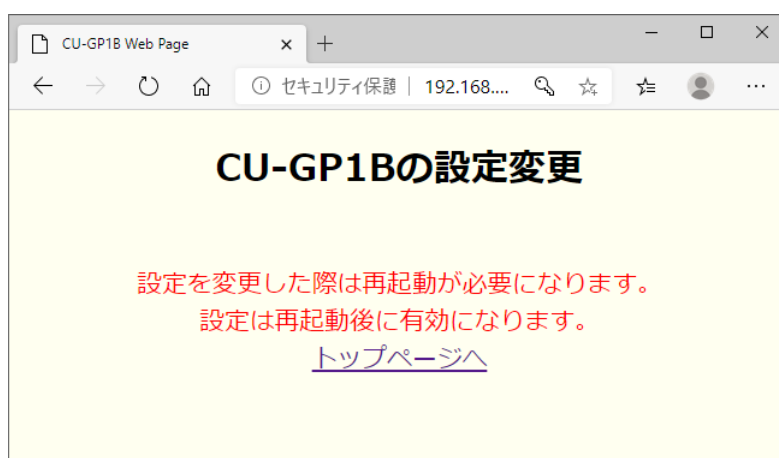 CU-GP1B Web Page
セキュリティ保護 192.168....
CU-GP1Bの設定変更
設定を変更した際は再起動が必要になります。
設定は再起動後に有効になります。
トップページへ